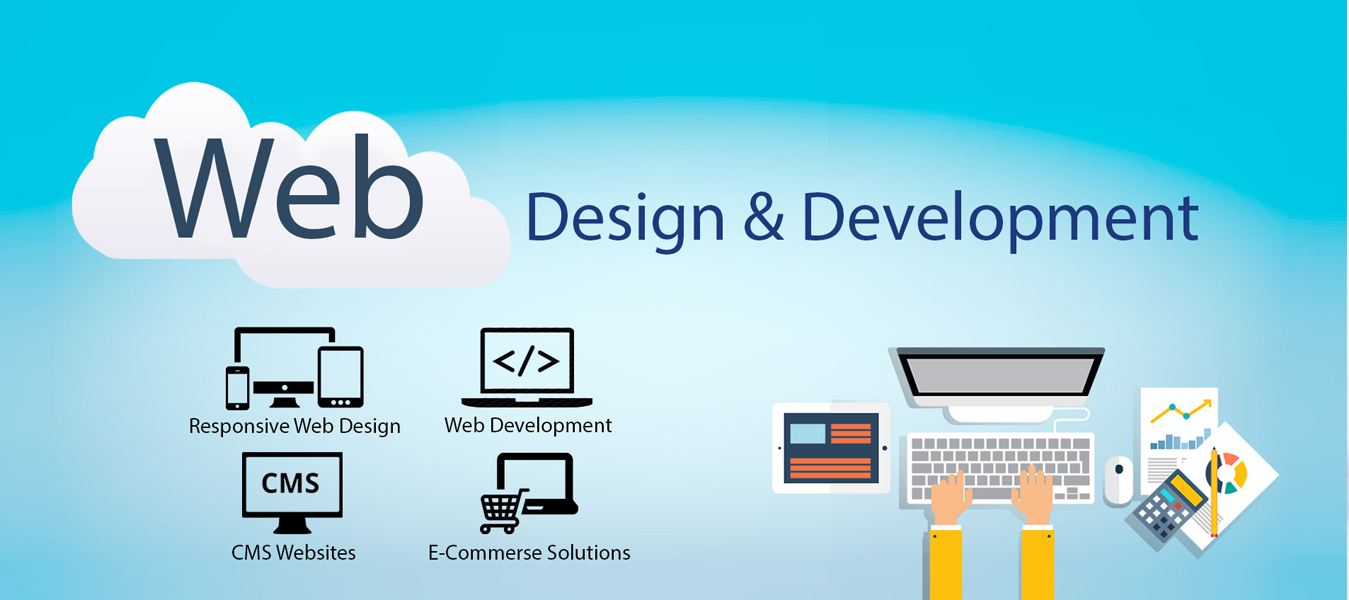 Web
Design & Development
Responsive Web Design
</>
Web Development
CMS
CMS Websites
E-Commerse Solutions